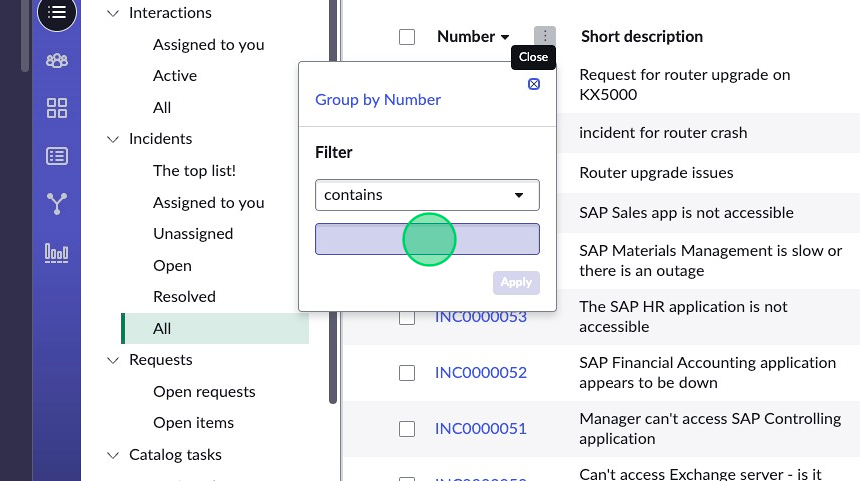 Interactions
Assigned to you
Active
All
Incidents
The top list!
Assigned to you
Unassigned
Open
Resolved
All
Requests
Open requests
Open items
Catalog tasks
Number
Short description
Close
Group by Number
Filter
contains
Apply
Request for router upgrade on
KX5000
incident for router crash
Router upgrade issues
SAP Sales app is not accessible
SAP Materials Management is slow or
there is an outage
INC0000053
The SAP HR application is not
accessible
INC0000052
SAP Financial Accounting application
appears to be down
INC0000051
Manager can't access SAP Controlling
application
Can't access Exchange server - is it